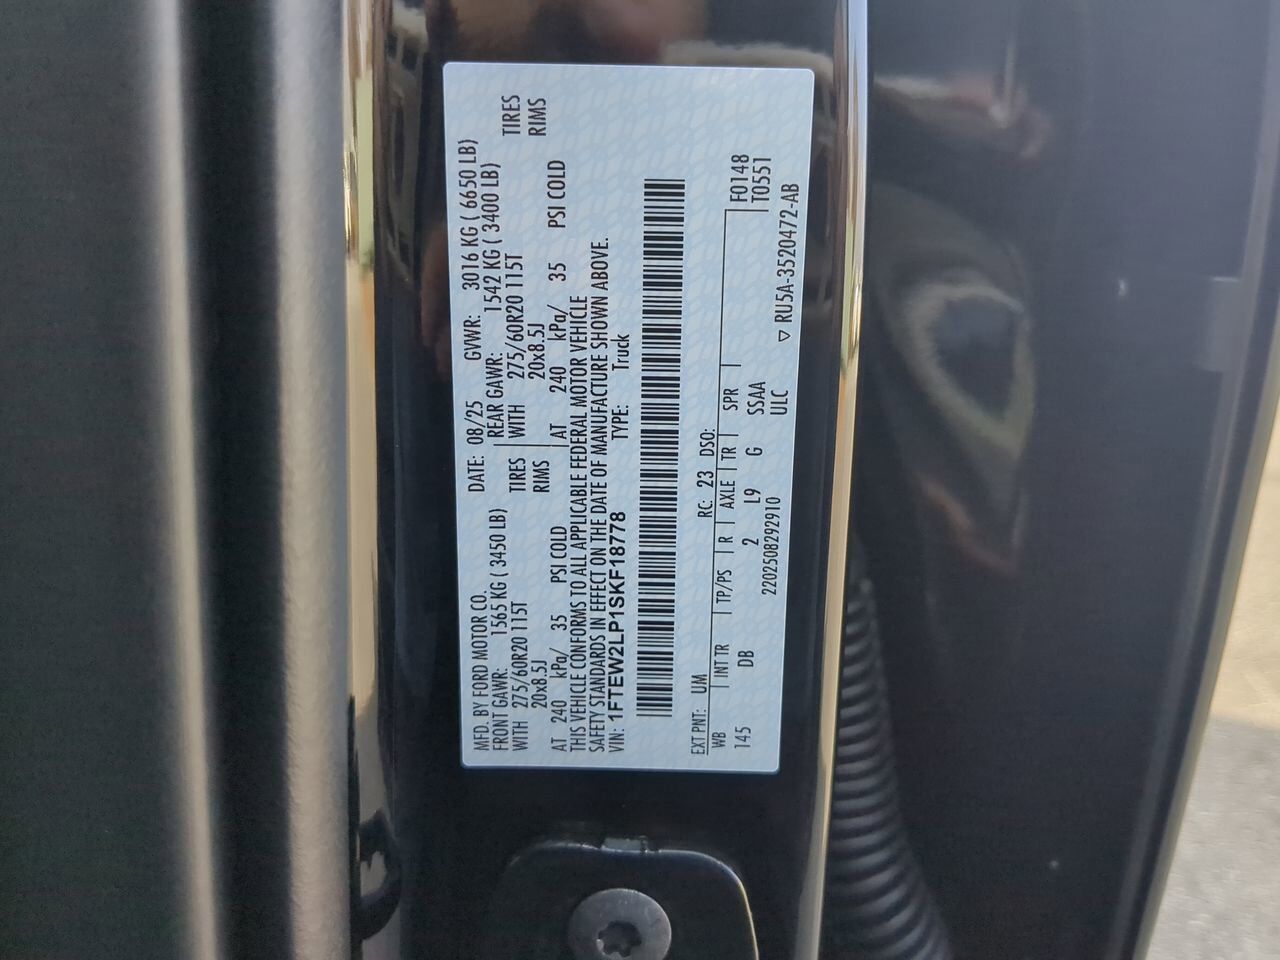 MFD. BY FORD MOTOR CO. DATE: 08/25 GVWR: 3016 KG ( 6650 LB)
FRONT GAWR: 1565 KG ( 3450 LB) REAR GAWR: 1542 KG ( 3400 LB)
WITH 275/60R20 115T TIRES WITH 275/60R20 115T TIRES
20x8.5J RIMS 20x8.5J RIMS
AT 240 kPa/ 35 PSI COLD AT 240 kPa/ 35 PSI COLD
THIS VEHICLE CONFORMS TO ALL APPLICABLE FEDERAL MOTOR VEHICLE
SAFETY STANDARDS IN EFFECT ON THE DATE OF MANUFACTURE SHOWN ABOVE.
VIN: 1FTEW2LP1SKF18778 TYPE: Truck
EXT PNT: UM RC: 23 DSO:
WB INT TR TP/PS R AXLE TR SPR F0148
145 DB 2 L9 G SSAA T0551
2202508292910 ULC ▽ RU5A-3520472-AB